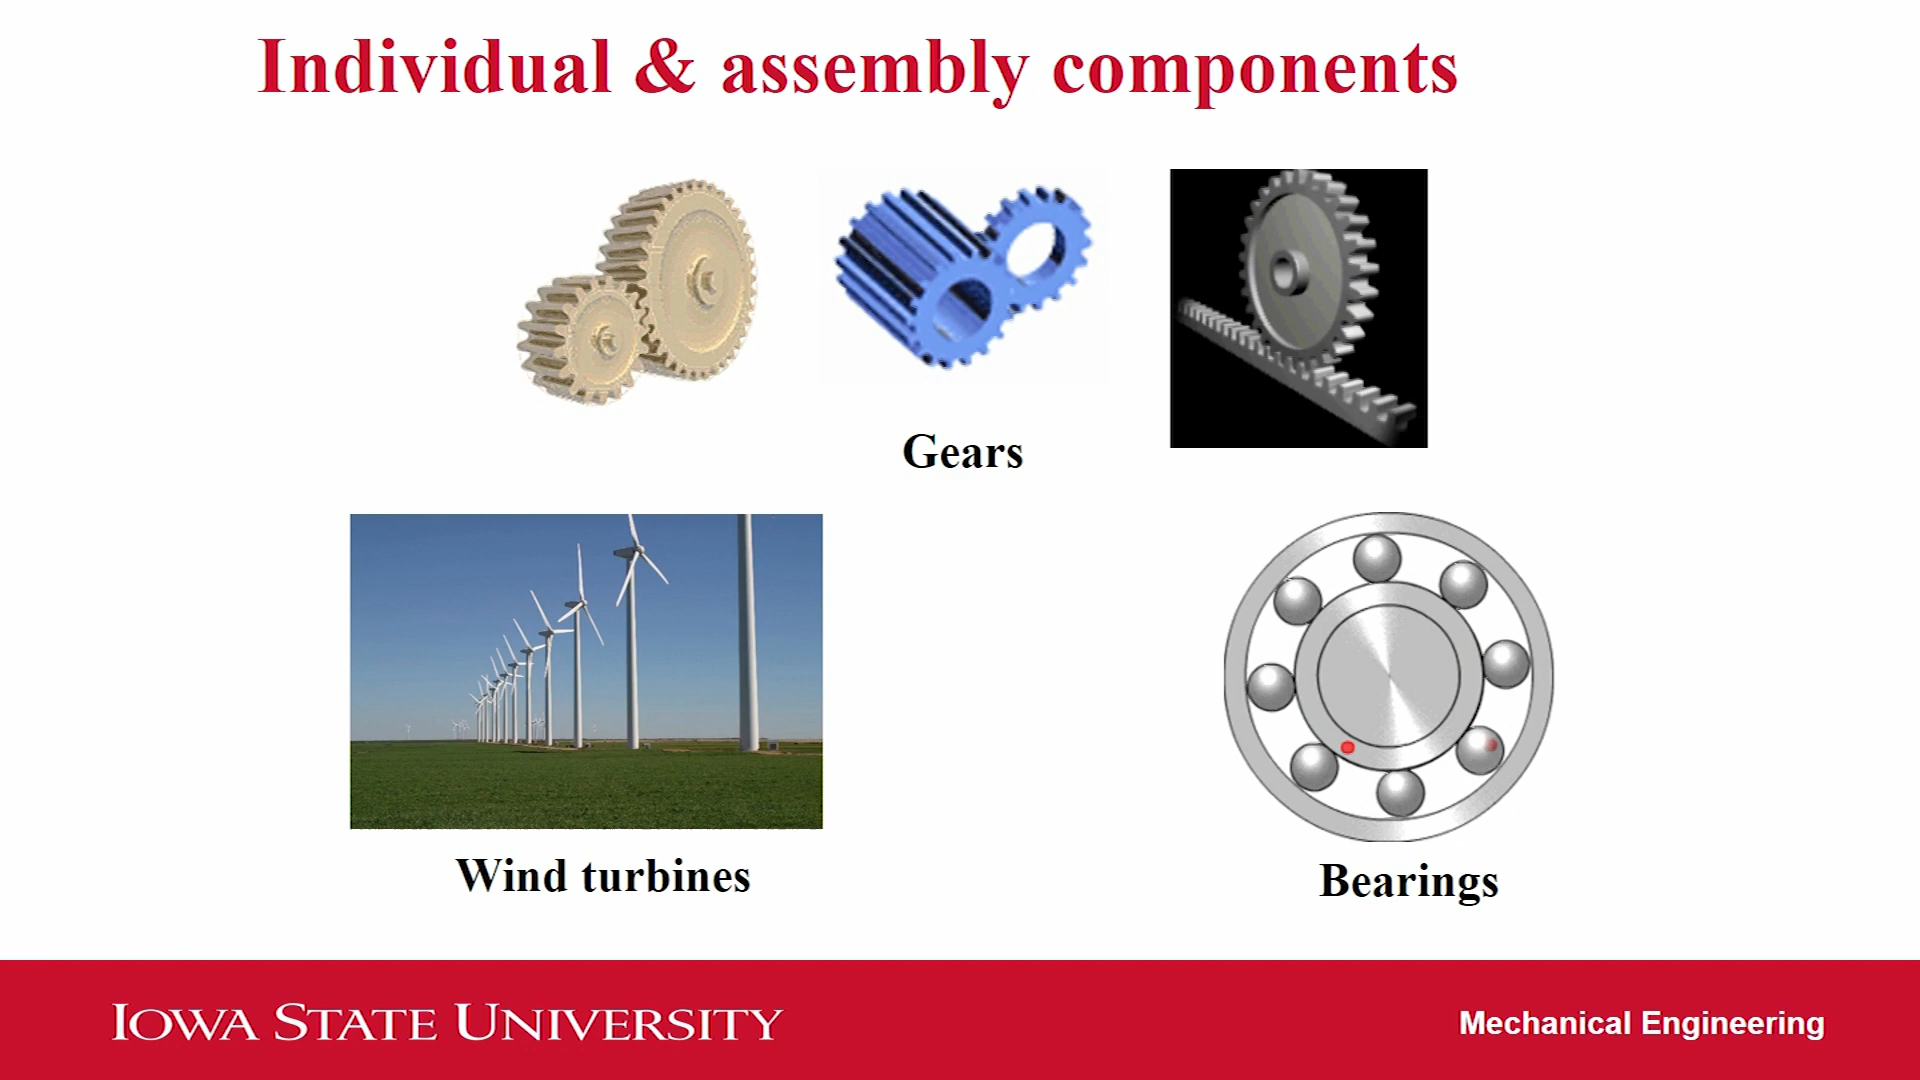 Individual & assembly components
Gears
Wind turbines
Bearings
IOWA STATE UNIVERSITY
Mechanical Engineering